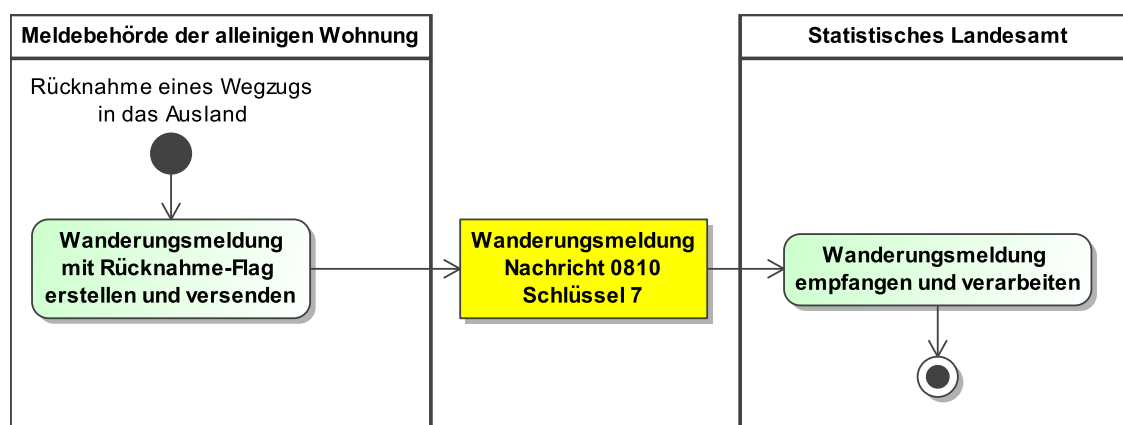 Meldebehörde der alleinigen Wohnung
Statistisches Landesamt
Rücknahme eines Wegzugs
in das Ausland
Wanderungsmeldung
mit Rücknahme-Flag
erstellen und versenden
Wanderungsmeldung
Nachricht 0810
Schlüssel 7
Wanderungsmeldung
empfangen und verarbeiten